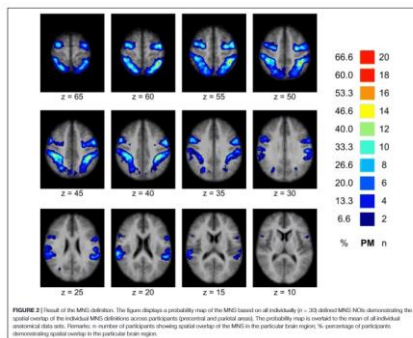 z = 65 z = 60 z = 55 z = 50
z = 45 z = 40 z = 35 z = 30
z = 25 z = 20 z = 15 z = 10
66.6 20
60.0 18
53.3 16
46.6 14
40.0 12
33.3 10
26.6 8
20.0 6
13.3 4
6.6 2
% PM n
FIGURE 2 | Result of the MNS definition. The figure displays a probability map of the MNS based on all individually (n = 30) defined MNS NOIs demonstrating the
spatial overlap of the individual MNS definitions across participants (precentral and parietal areas). The probability map is overlaid to the mean of all individual
anatomical data sets. Remarks: n- number of participants showing spatial overlap of the MNS in the particular brain region. %- percentage of participants
demonstrating spatial overlap in the particular brain region.